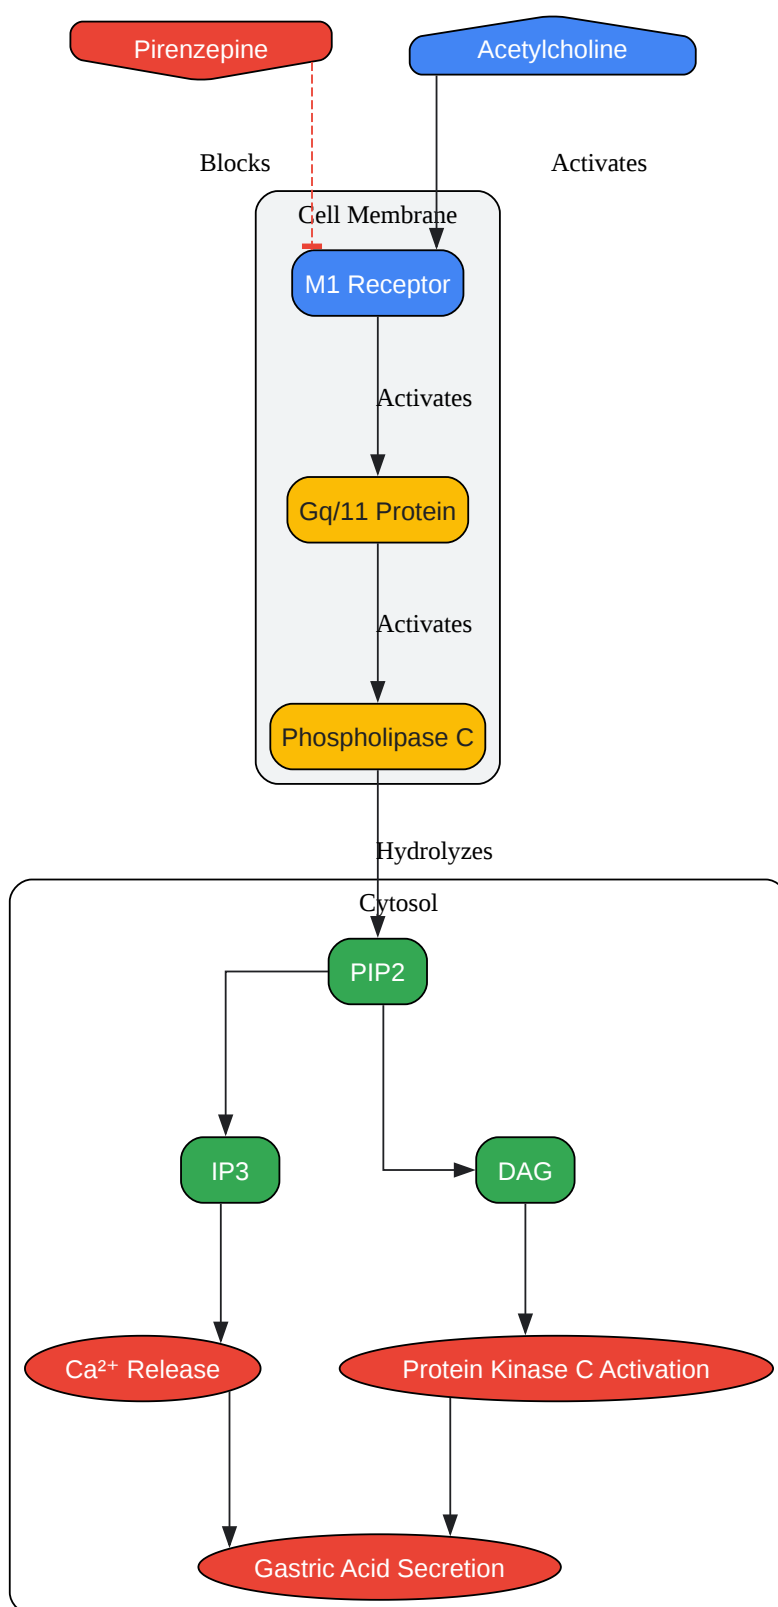 Pirenzepine
Acetylcholine
Blocks
Activates
Cell Membrane
M1 Receptor
Activates
Gq/11 Protein
Activates
Phospholipase C
Hydrolyzes
Cytosol
PIP2
IP3
DAG
Ca²⁺ Release
Protein Kinase C Activation
Gastric Acid Secretion